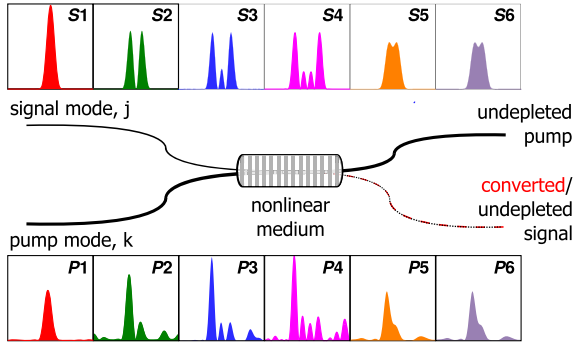 S1 S2 S3 S4 S5 S6
signal mode, j
undepleted
pump
converted/
undepleted
signal
nonlinear
medium
pump mode, k
P1 P2 P3 P4 P5 P6